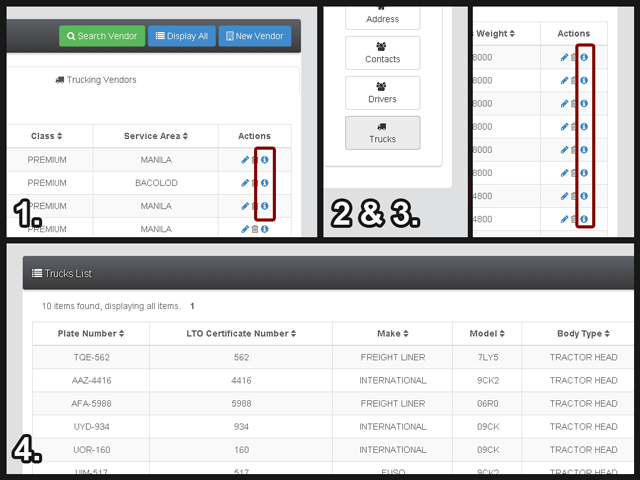 Search Vendor Display All New Vendor
Trucking Vendors
Class Service Area Actions
PREMIUM MANILA
PREMIUM BACOLOD
PREMIUM MANILA
PREMIUM MANILA
1.
Address
Contacts
Drivers
Trucks
2 & 3.
Weight Actions
8000
8000
8000
8000
8000
8000
4800
4800
Trucks List
10 items found, displaying all items. 1
Plate Number LTO Certificate Number Make Model Body Type
TQE-562 562 FREIGHT LINER 7LY5 TRACTOR HEAD
AAZ-4416 4416 INTERNATIONAL 9CK2 TRACTOR HEAD
AFA-5988 5988 FREIGHT LINER 06R0 TRACTOR HEAD
UYD-934 934 INTERNATIONAL 09CK TRACTOR HEAD
UOR-160 160 INTERNATIONAL 09CK TRACTOR HEAD
UIM-517 517 FUSO 9CK2 TRACTOR HEAD
4.